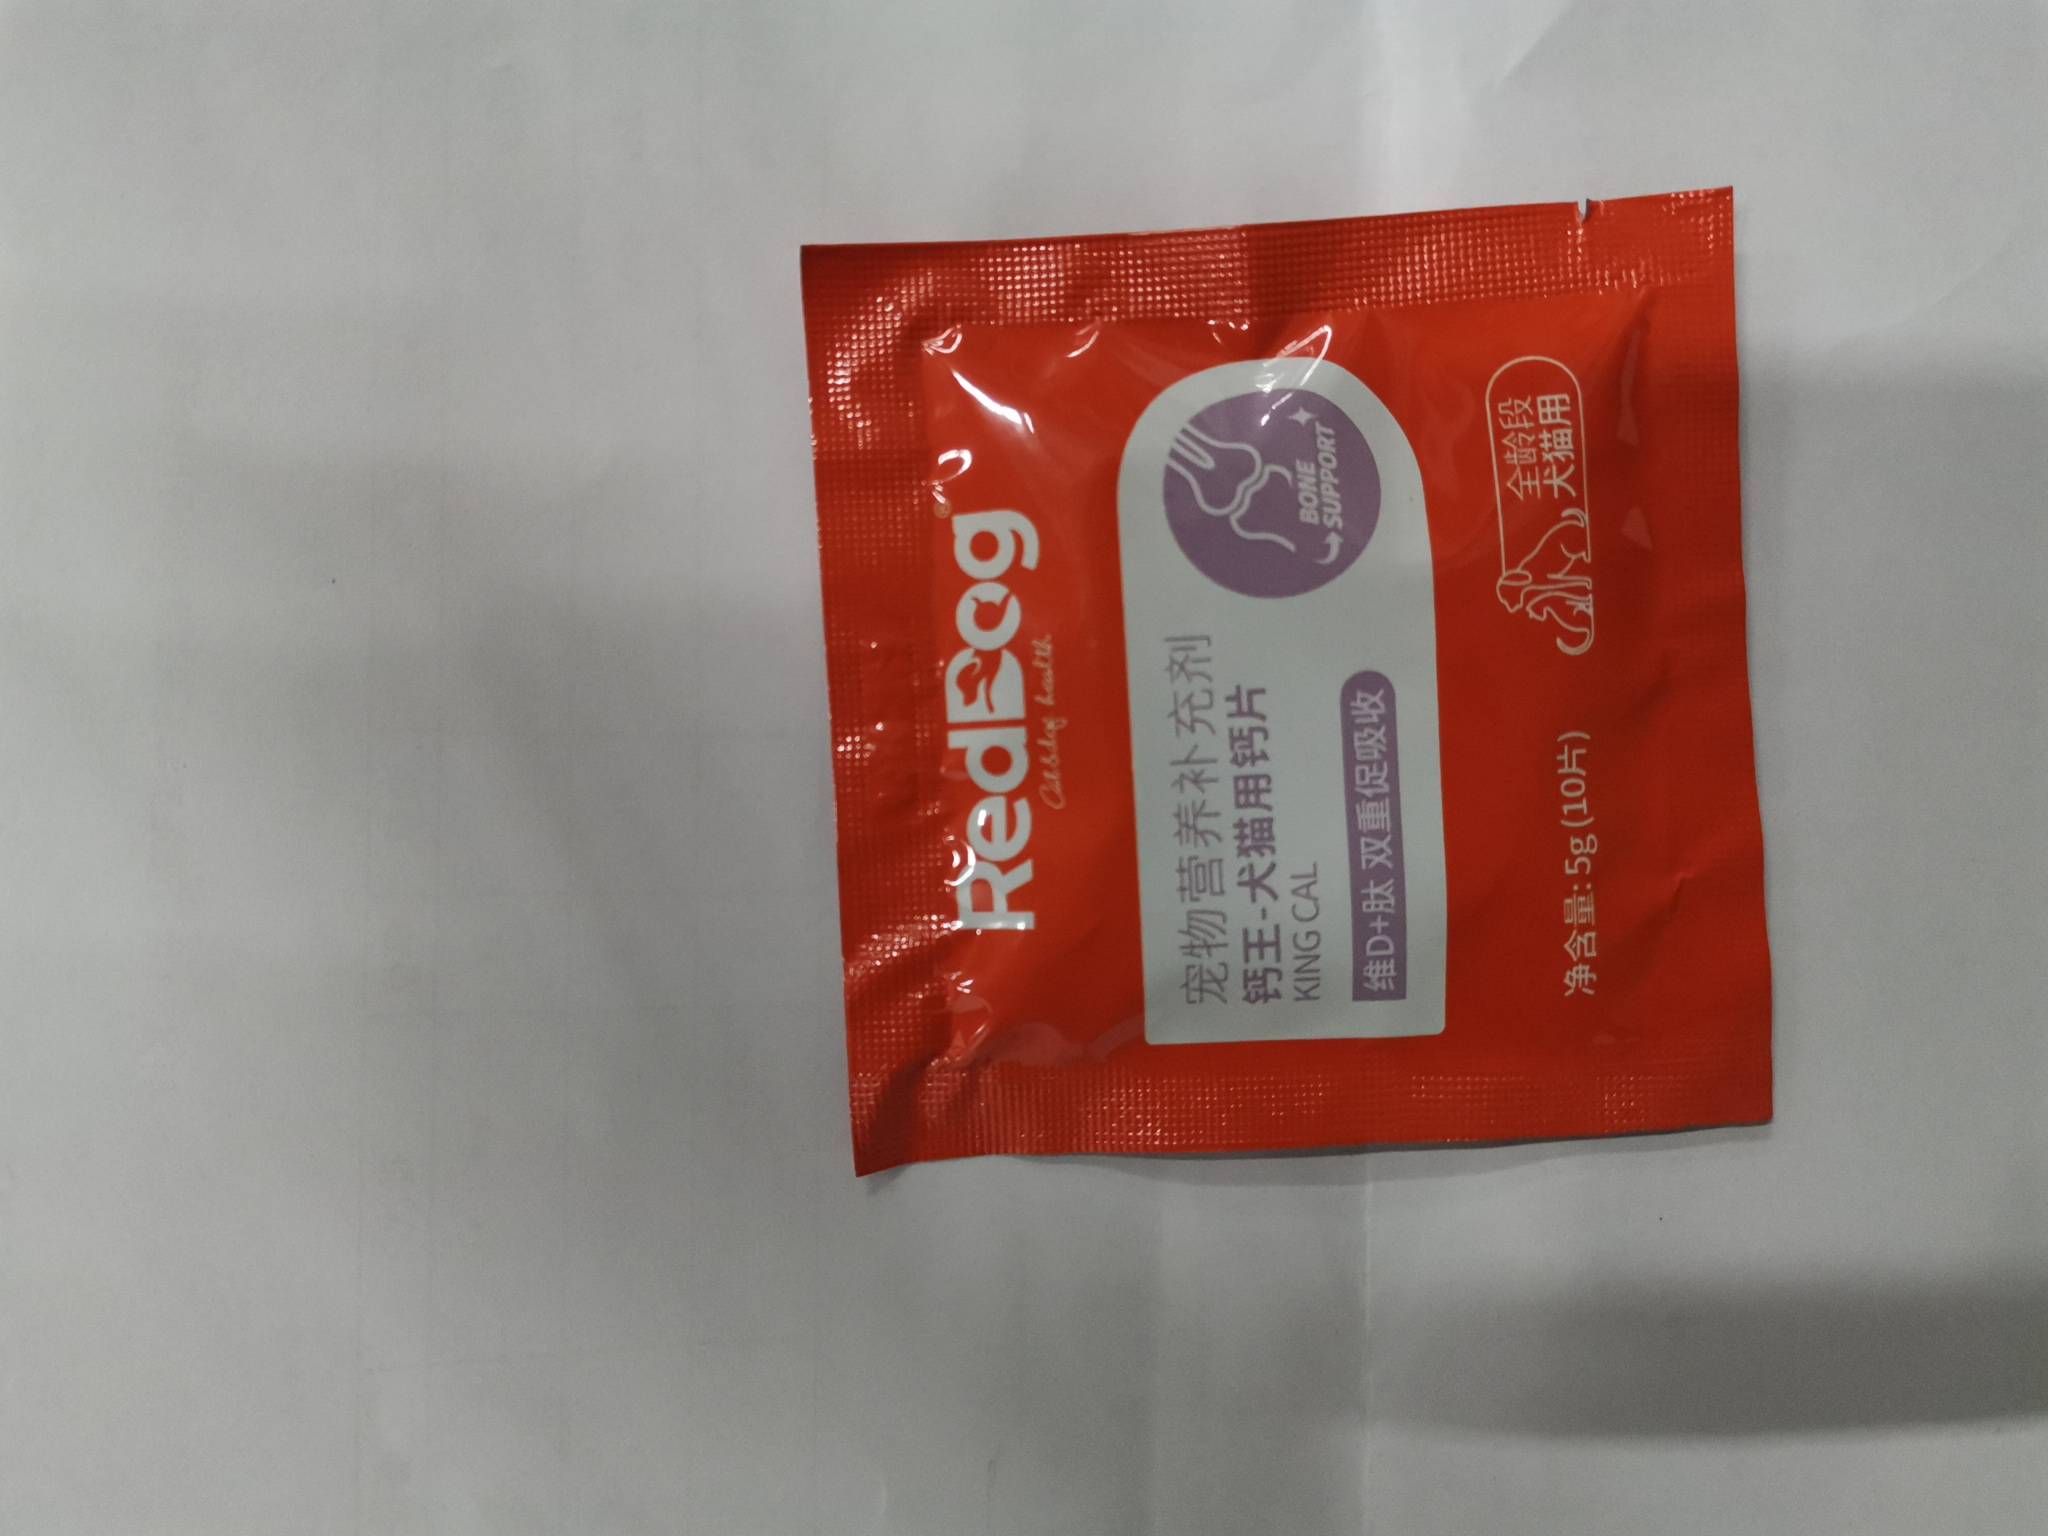 RedDog®
Cat&dog health
宠物营养补充剂
钙王-犬猫用钙片
KING CAL
维D+肽 双重促吸收
BONE
SUPPORT
净含量: 5g (10片)
全龄段
犬猫用